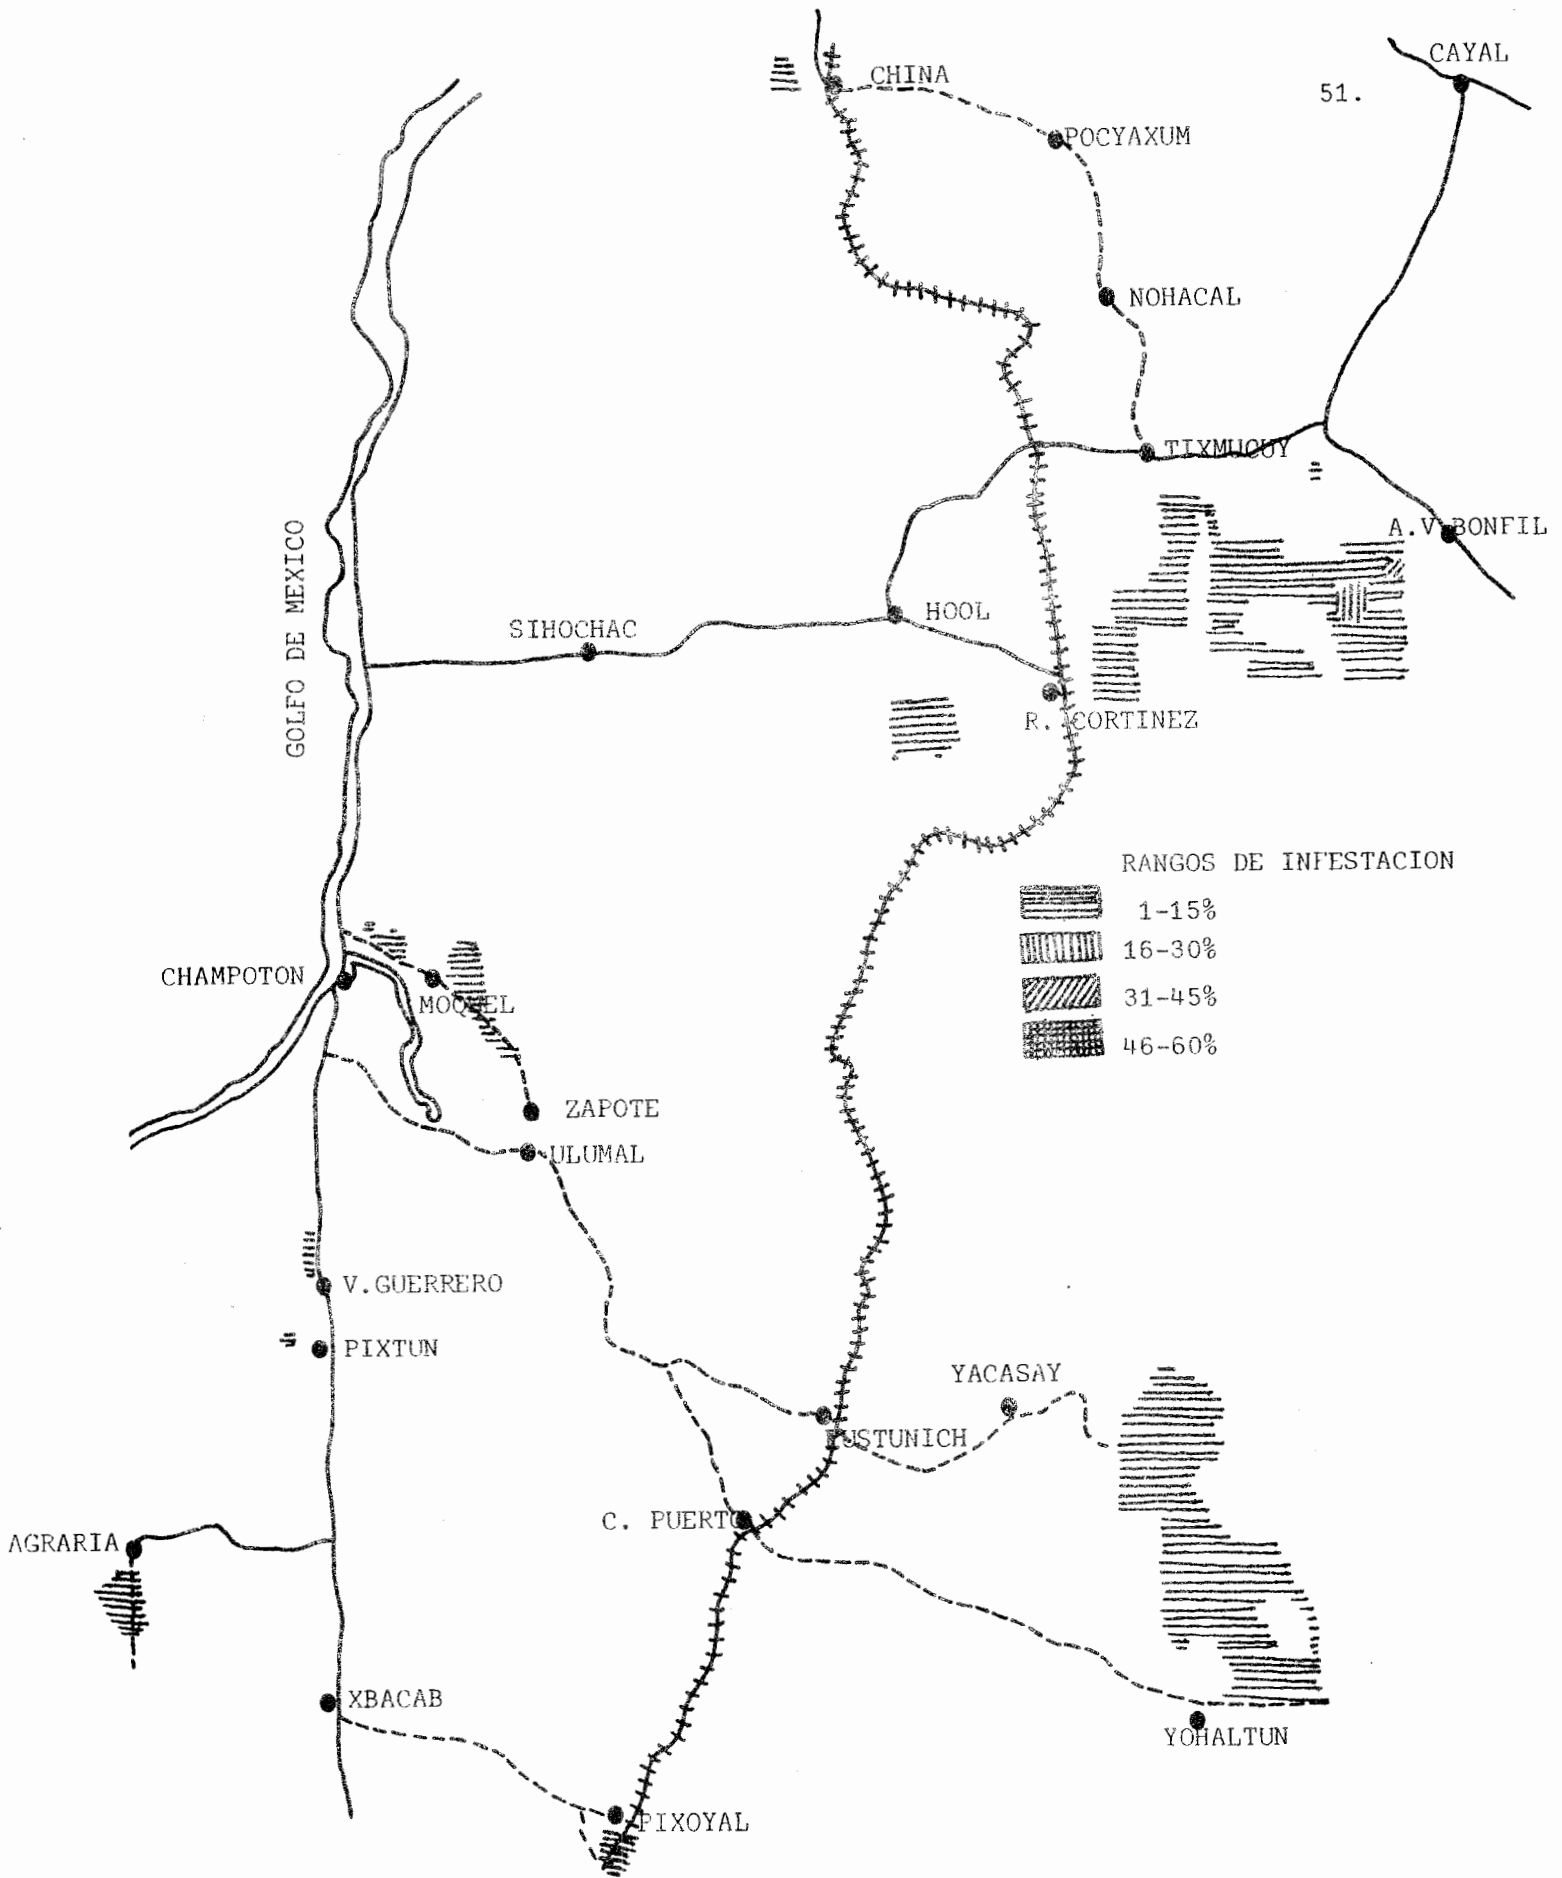 CAYAL
CHINA
51.
POCYAXUM
NOHACAL
TIXMUCUY
A.V BONFIL
GOLFO DE MEXICO
HOOL
SIHOCHAC
R. CORTINEZ
RANGOS DE INFESTACION
1-15%
16-30%
31-45%
46-60%
CHAMPOTON
MOQUEL
ZAPOTE
ULUMAL
V.GUERRERO
PIXTUN
YACASAY
USTUNICH
C. PUERTO
AGRARIA
XBACAB
YOHALTUN
PIXOYAL